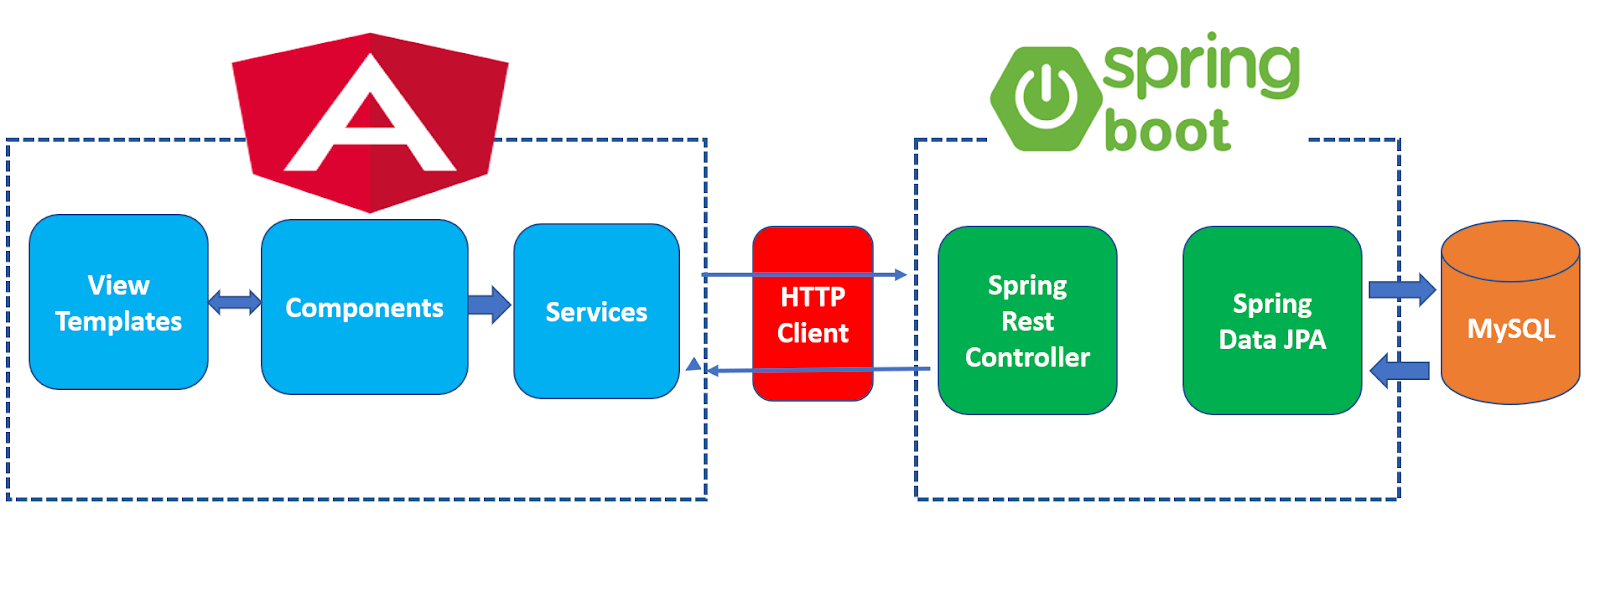 spring
boot
View
Templates
Components
Services
HTTP
Client
Spring
Rest
Controller
Spring
Data JPA
MySQL